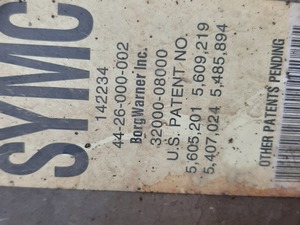 SYMC
142234
44-26-000-002
BorgWarner Inc.
32000-08000
U.S. PATENT NO.
5,605,201 5,609,219
5,407,024 5,485,894
OTHER PATENTS PENDING